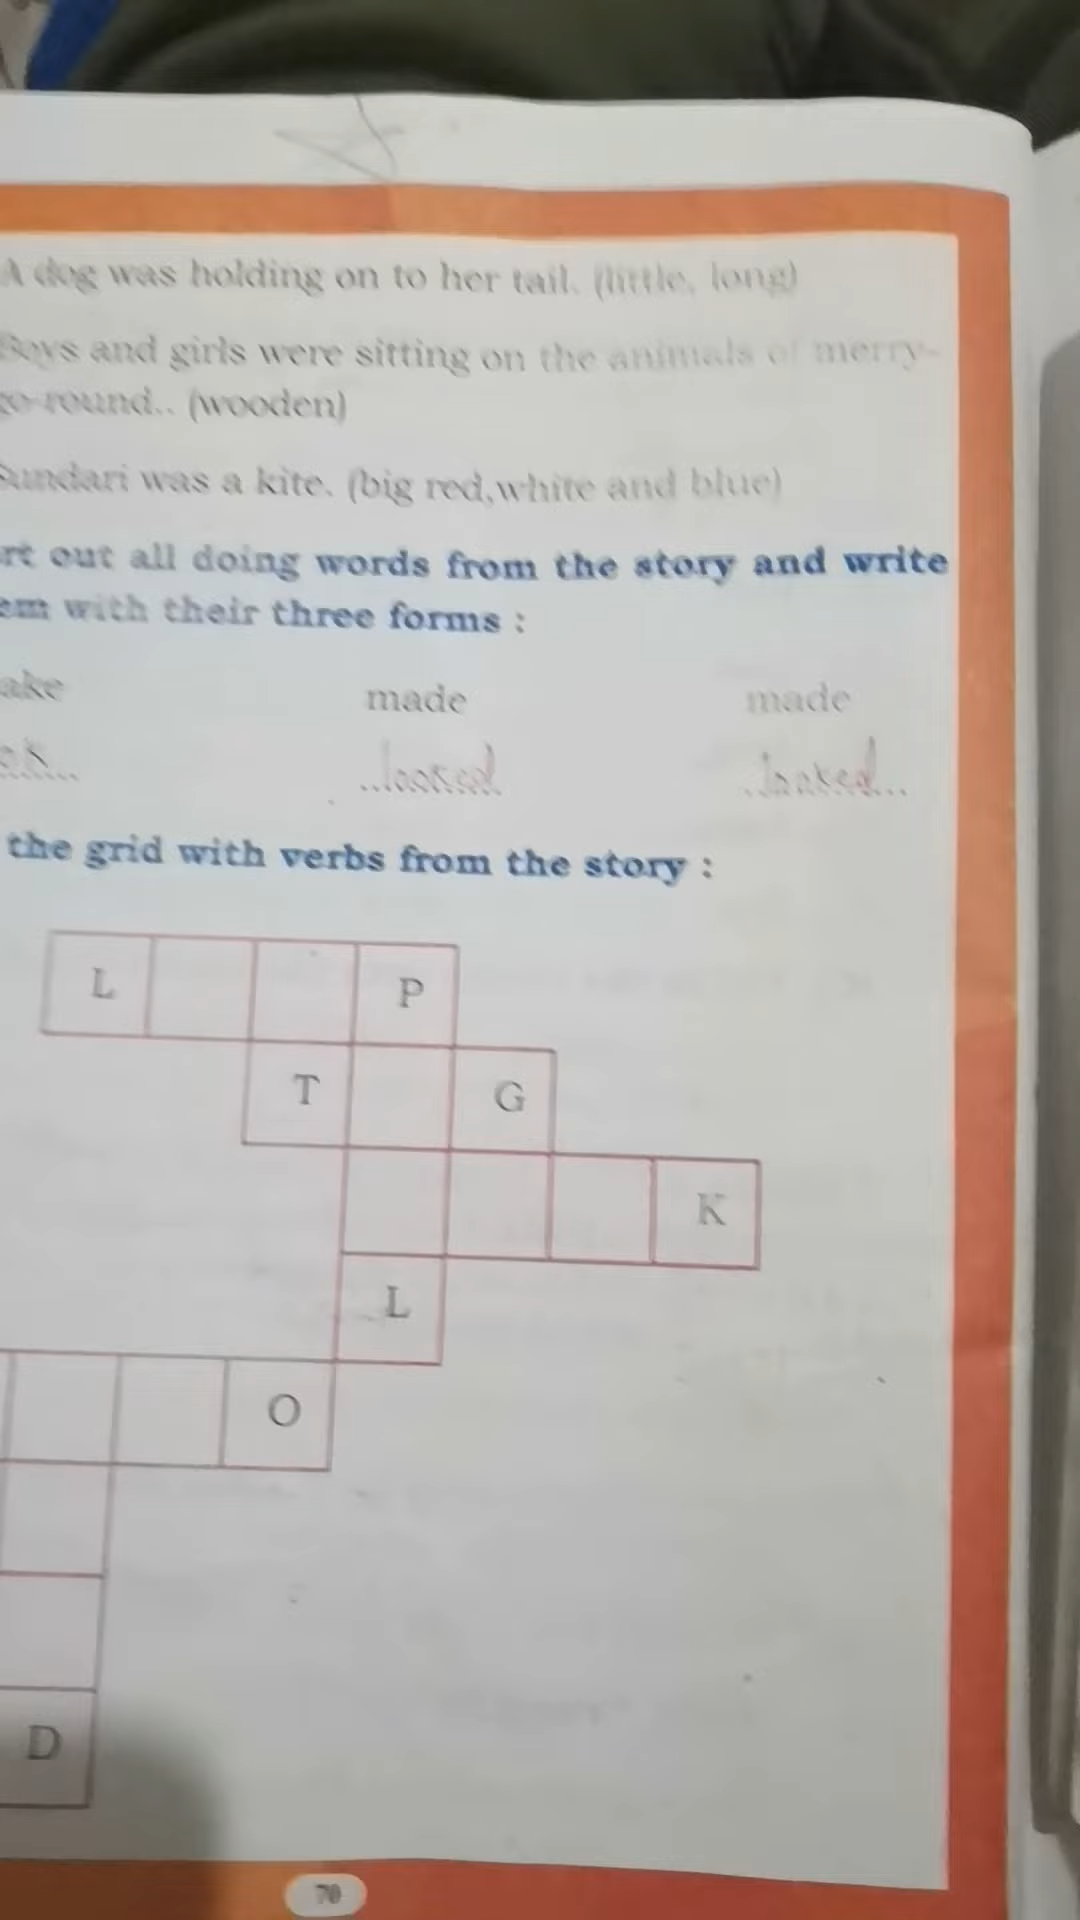 A dog was holding on to her tail. (little, long)
Boys and girls were sitting on the animals of merry-
go-round.. (wooden)
Sundari was a kite. (big red,white and blue)
rt out all doing words from the story and write
em with their three forms :
ake made made
looked looked
the grid with verbs from the story :
L P
T G
K
L
O
D
70